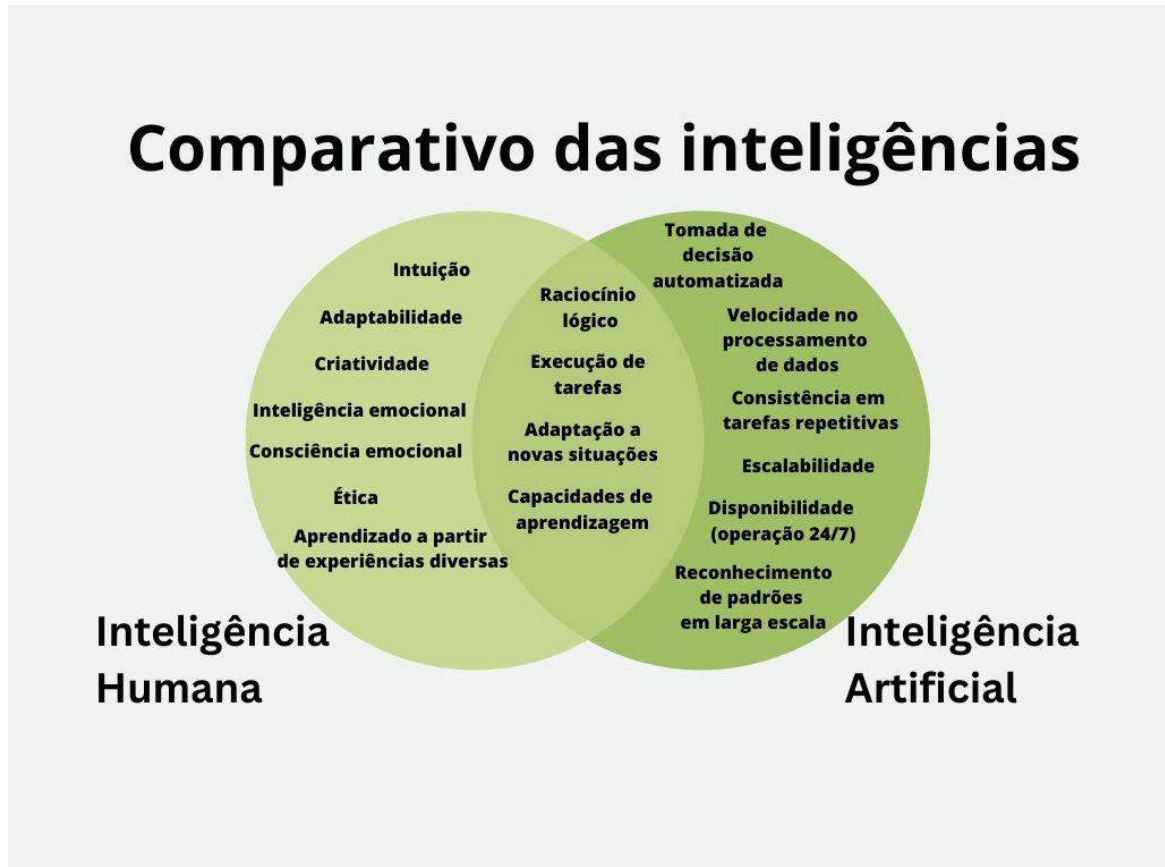 Comparativo das inteligências
Intuição
Adaptabilidade
Criatividade
Inteligência emocional
Consciência emocional
Ética
Aprendizado a partir
de experiências diversas
Raciocínio
lógico
Execução de
tarefas
Adaptação a
novas situações
Capacidades de
aprendizagem
Tomada de
decisão
automatizada
Velocidade no
processamento
de dados
Consistência em
tarefas repetitivas
Escalabilidade
Disponibilidade
(operação 24/7)
Reconhecimento
de padrões
em larga escala
Inteligência
Humana
Inteligência
Artificial